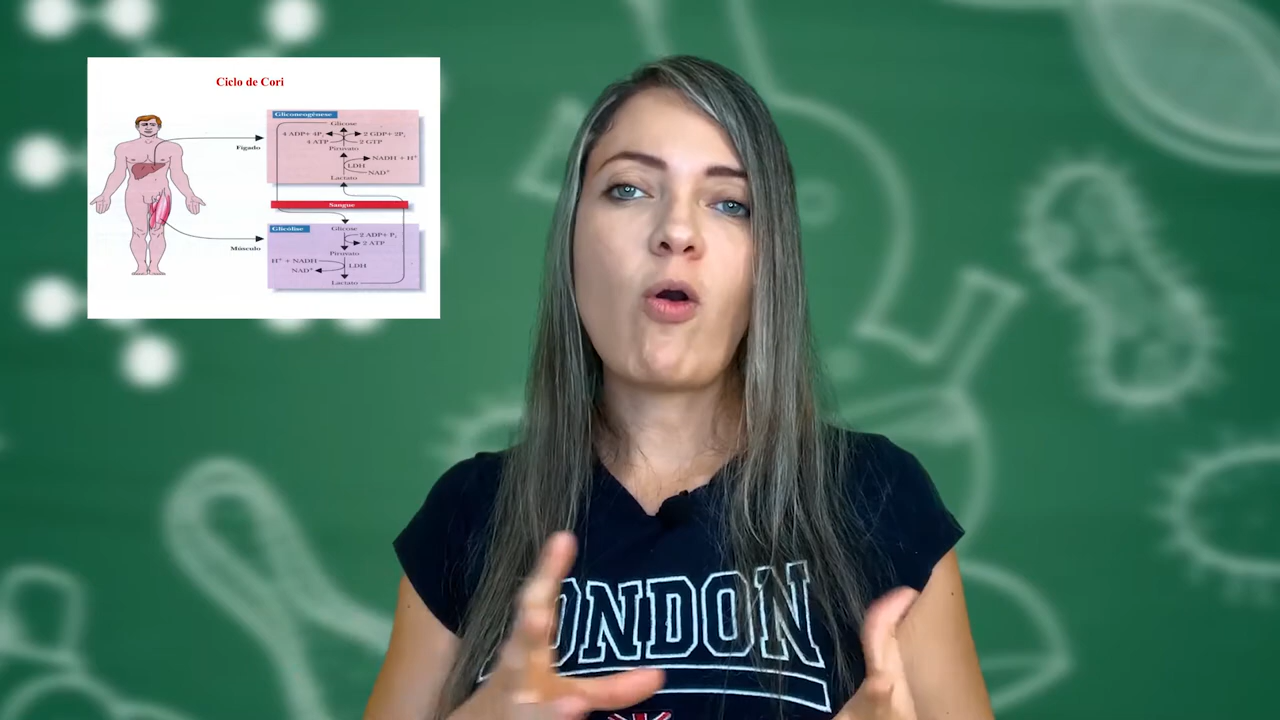 Ciclo de Cori
Gliconeogênese
Glicose
4 ADP+ 4Pi
2 GDP+ 2Pi
4 ATP
2 GTP
Piruvato
Fígado
NADH + H+
LDH
NAD+
Lactato
Sangue
Glicólise
Glicose
2 ADP+ Pi
2 ATP
Músculo
Piruvato
H+ + NADH
LDH
NAD+
Lactato
LONDON